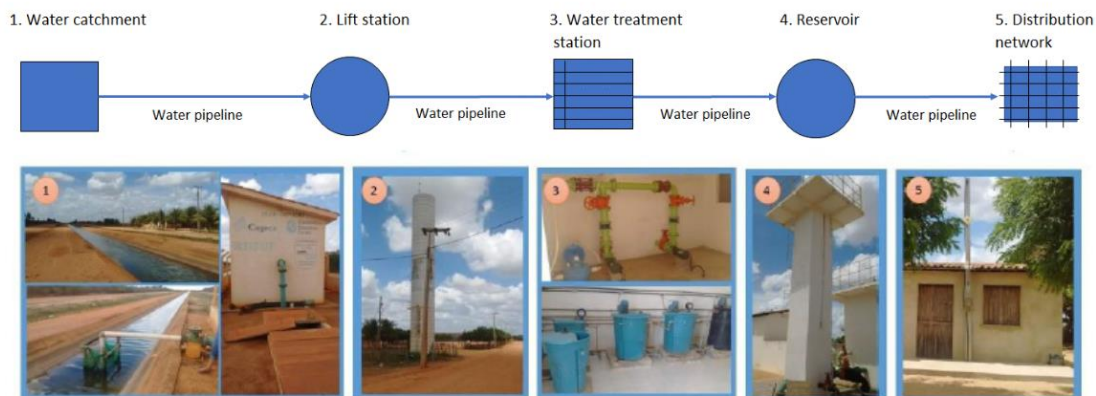 1. Water catchment
2. Lift station
3. Water treatment
station
4. Reservoir
5. Distribution
network
Water pipeline
Water pipeline
Water pipeline
Water pipeline
1
2
3
4
5
Cogerh